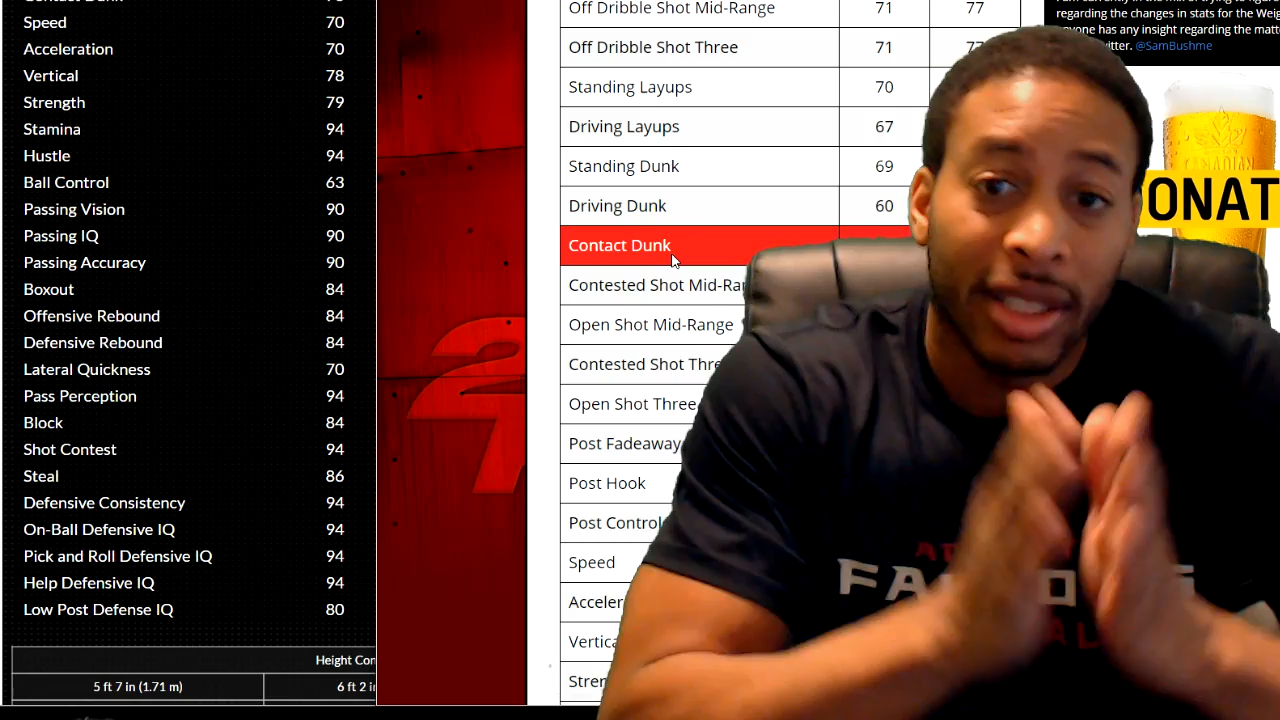 Speed 70
Acceleration 70
Vertical 78
Strength 79
Stamina 94
Hustle 94
Ball Control 63
Passing Vision 90
Passing IQ 90
Passing Accuracy 90
Boxout 84
Offensive Rebound 84
Defensive Rebound 84
Lateral Quickness 70
Pass Perception 94
Block 84
Shot Contest 94
Steal 86
Defensive Consistency 94
On-Ball Defensive IQ 94
Pick and Roll Defensive IQ 94
Help Defensive IQ 94
Low Post Defense IQ 80
Height Con
5 ft 7 in (1.71 m) 6 ft 2 in
Off Dribble Shot Mid-Range 71 77
Off Dribble Shot Three 71 77
Standing Layups 70
Driving Layups 67
Standing Dunk 69
Driving Dunk 60
Contact Dunk
Contested Shot Mid-Ra
Open Shot Mid-Range
Contested Shot Thre
Open Shot Three
Post Fadeaway
Post Hook
Post Control
Speed
Acceler
Vertica
Stren
regarding the changes in stats for the Weig
anyone has any insight regarding the matt
witter. @SamBushme
CANADIAN
ONAT
FA